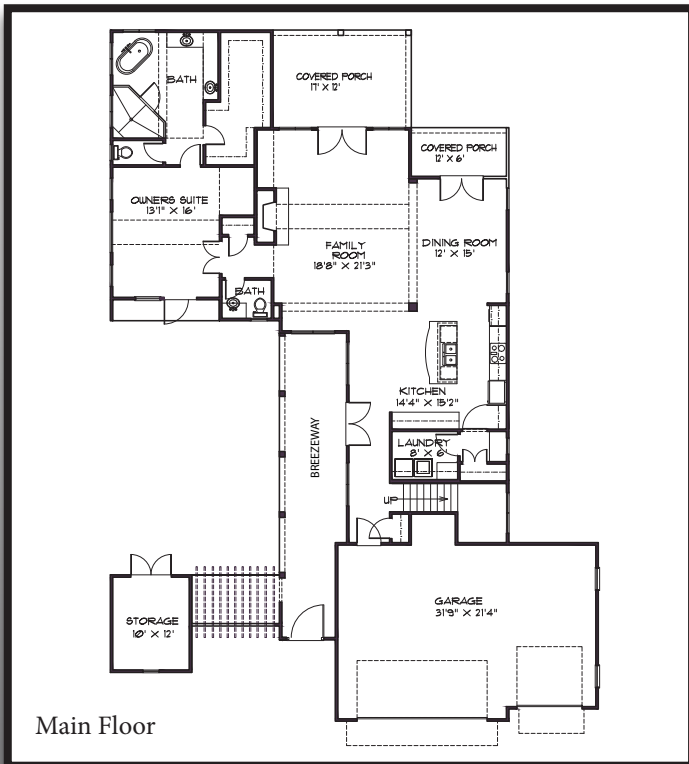 COVERED PORCH
17' X 12'
BATH
COVERED PORCH
12' X 6'
OWNERS SUITE
13'1" X 16'
FAMILY
ROOM
18'8" X 21'3"
DINING ROOM
12' X 15'
BATH
KITCHEN
14'4" X 15'2"
BREEZEWAY
LAUNDRY
8' X 6'
UP
GARAGE
31'9" X 21'4"
STORAGE
10' X 12'
Main Floor